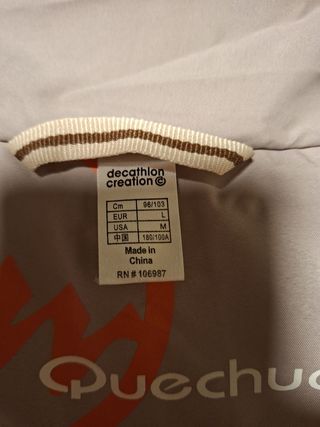 decathlon
creation©
Cm 96/103
EUR L
USA M
中国 180/100A
Made in
China
RN # 106987
Quechua